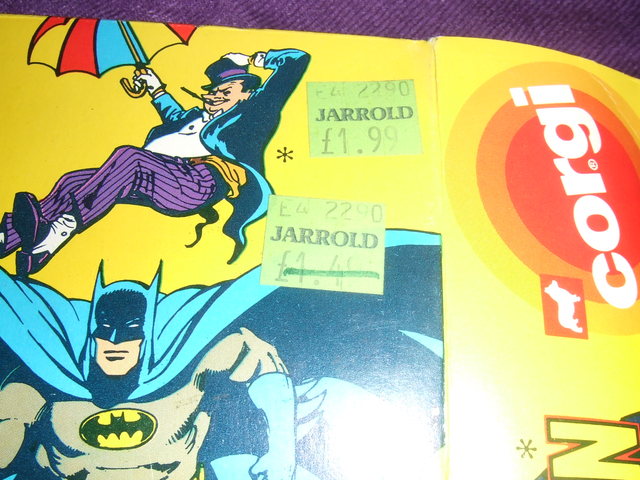 E4 2290
JARROLD
£1.99
*
E4 2290
JARROLD
corgi®
*
N